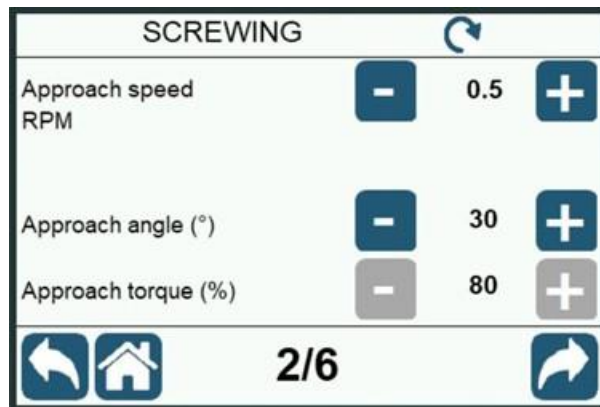 SCREWING
Approach speed - 0.5 +
RPM
Approach angle (°) - 30 +
Approach torque (%) - 80 +
2/6